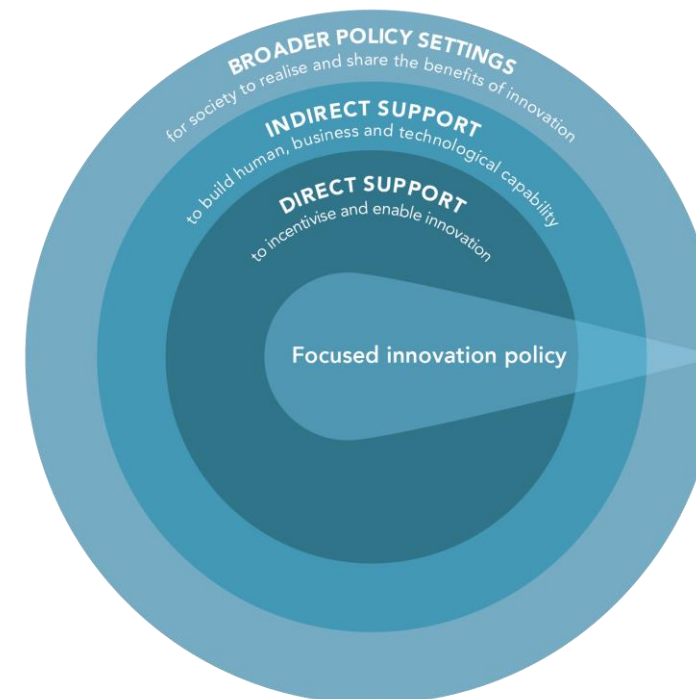 BROADER POLICY SETTINGS
for society to realise and share the benefits of innovation
INDIRECT SUPPORT
to build human, business and technological capability
DIRECT SUPPORT
to incentivise and enable innovation
Focused innovation policy